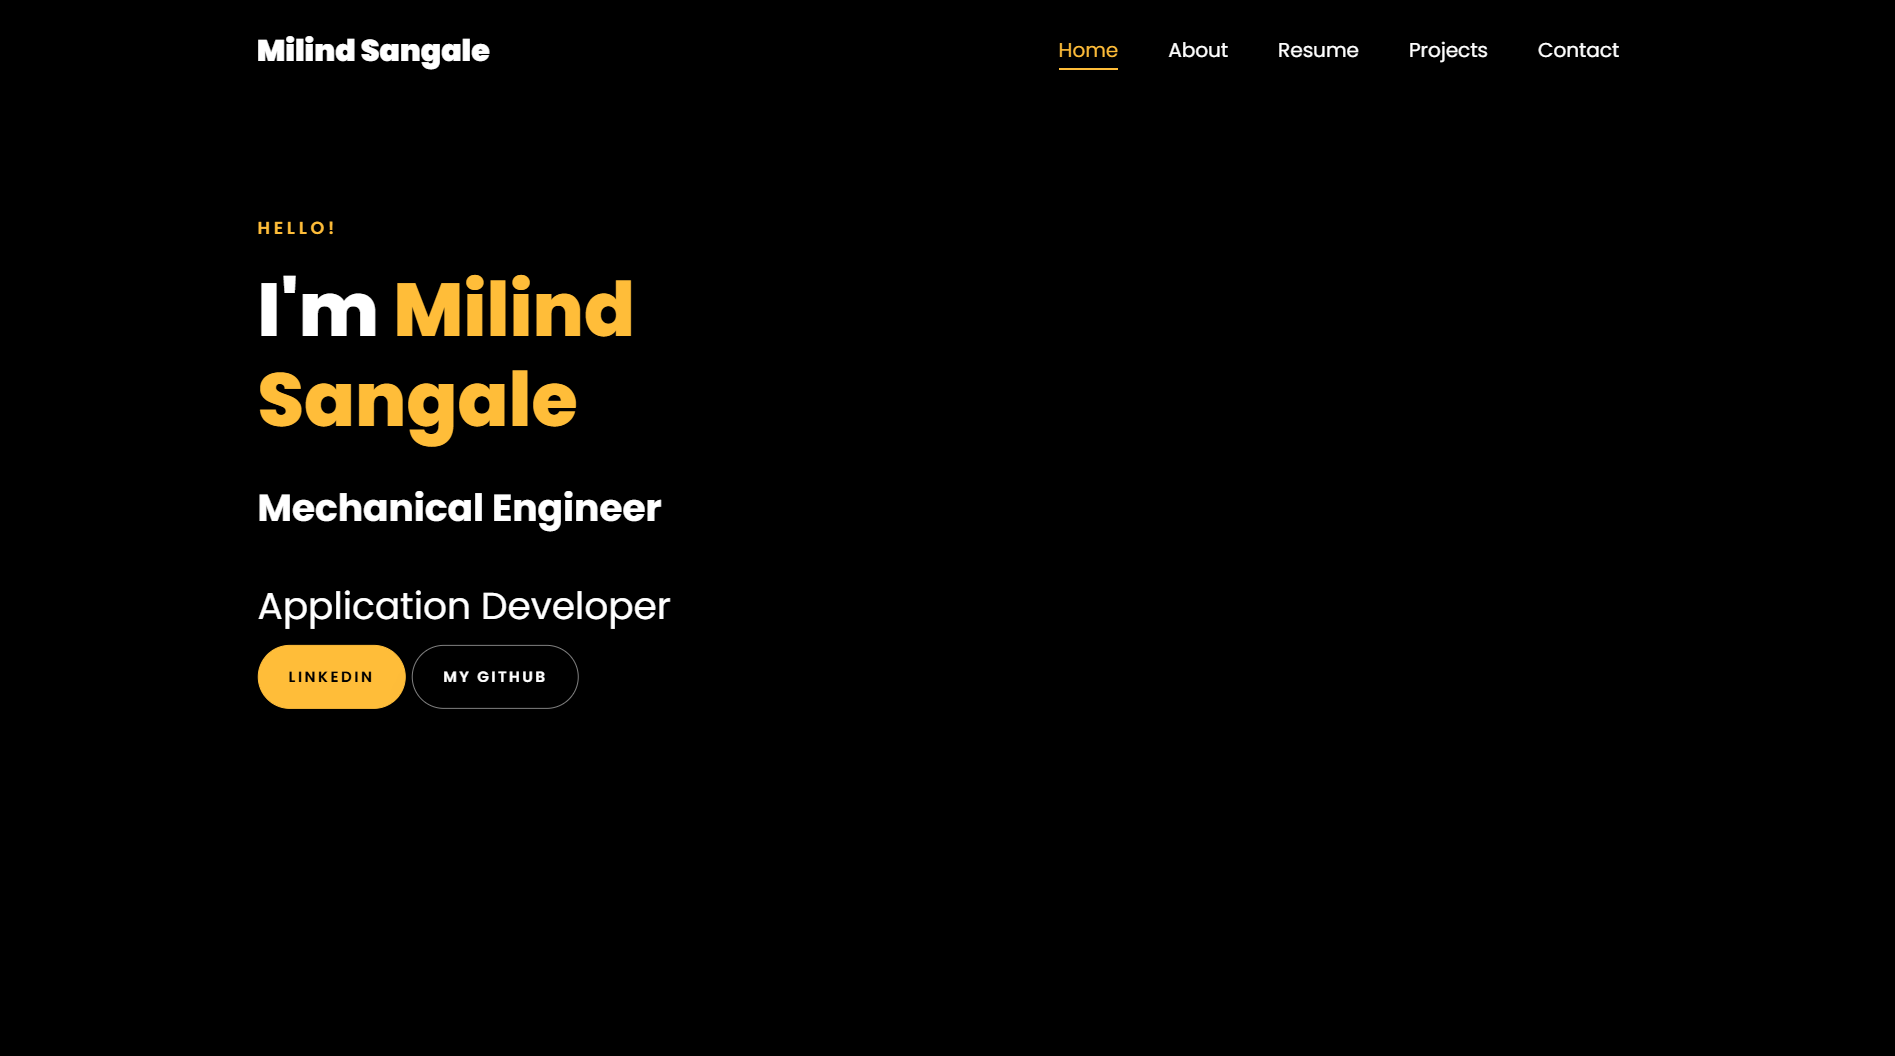 Milind Sangale
Home About Resume Projects Contact
HELLO!
I'm Milind
Sangale
Mechanical Engineer
Application Developer
LINKEDIN MY GITHUB